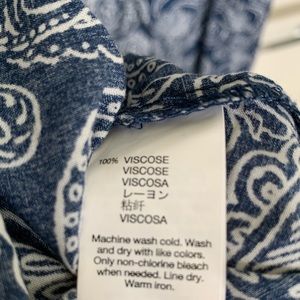 100% VISCOSE
VISCOSE
VISCOSA
レーヨン
粘纤
VISCOSA
Machine wash cold. Wash
and dry with like colors.
Only non-chlorine bleach
when needed. Line dry.
Warm iron.